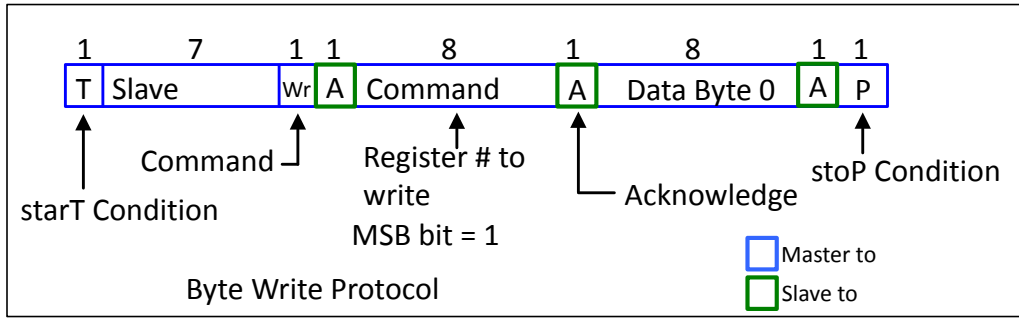 1 7 1 1 8 1 8 1 1
T Slave Wr A Command A Data Byte 0 A P
Command
Register # to
write
MSB bit = 1
Acknowledge
stoP Condition
starT Condition
Byte Write Protocol
Master to
Slave to